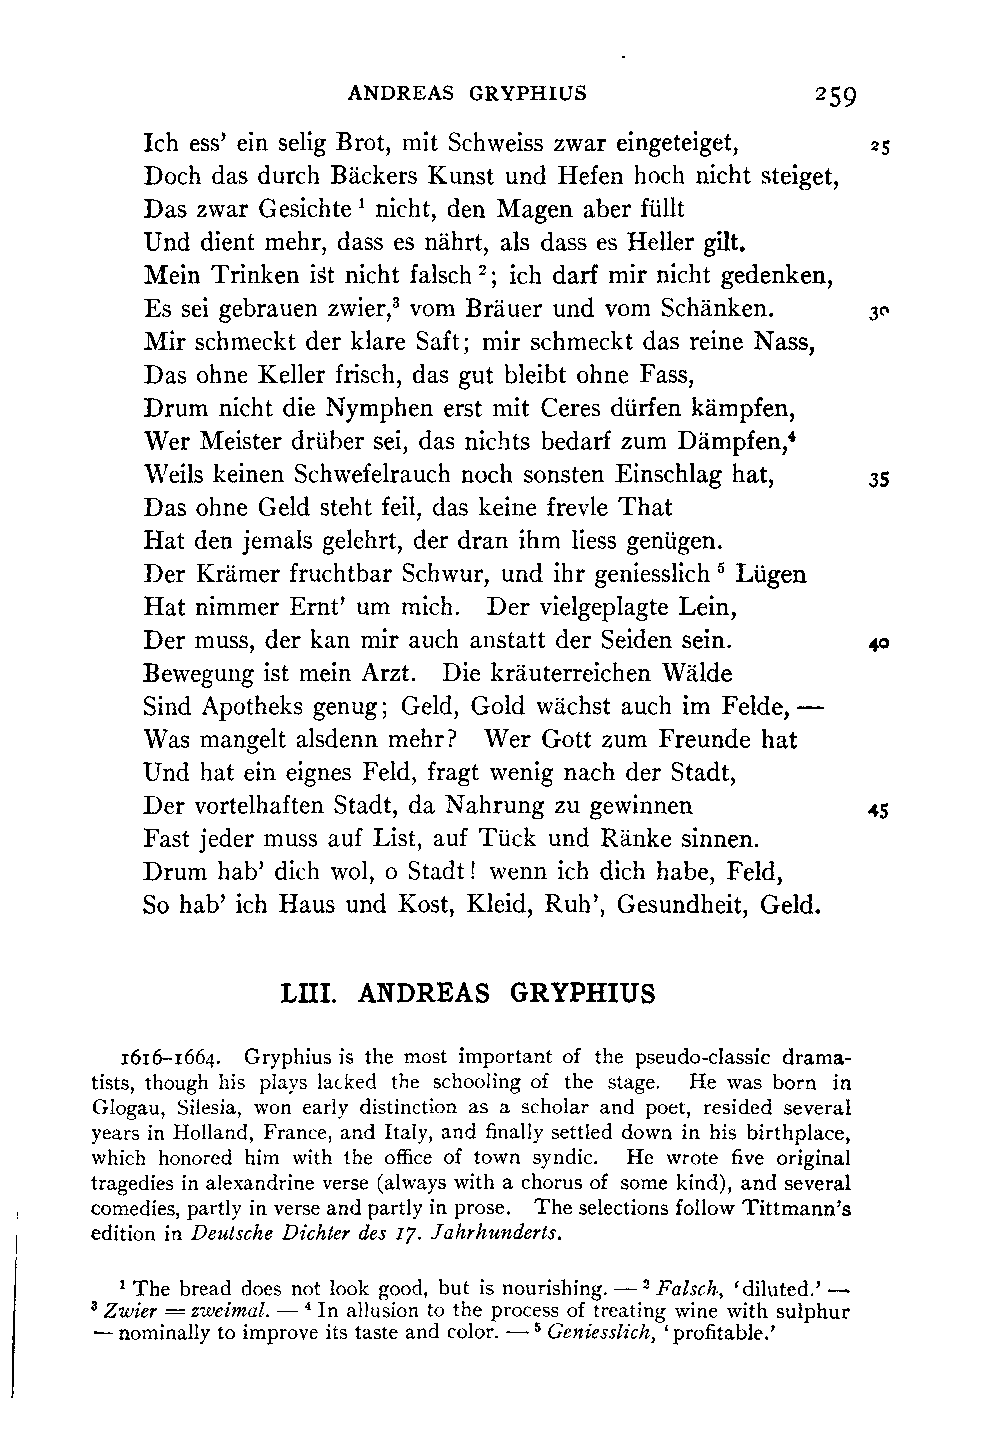 ANDREAS GRYPHIUS 259
Ich ess' ein selig Brot, mit Schweiss zwar eingeteiget, 25
Doch das durch Bäckers Kunst und Hefen hoch nicht steiget,
Das zwar Gesichte ¹ nicht, den Magen aber füllt
Und dient mehr, dass es nährt, als dass es Heller gilt.
Mein Trinken ist nicht falsch ²; ich darf mir nicht gedenken,
Es sei gebrauen zwier,³ vom Bräuer und vom Schänken. 30
Mir schmeckt der klare Saft; mir schmeckt das reine Nass,
Das ohne Keller frisch, das gut bleibt ohne Fass,
Drum nicht die Nymphen erst mit Ceres dürfen kämpfen,
Wer Meister drüber sei, das nichts bedarf zum Dämpfen,⁴
Weils keinen Schwefelrauch noch sonsten Einschlag hat, 35
Das ohne Geld steht feil, das keine frevle That
Hat den jemals gelehrt, der dran ihm liess genügen.
Der Krämer fruchtbar Schwur, und ihr geniesslich ⁵ Lügen
Hat nimmer Ernt' um mich. Der vielgeplagte Lein,
Der muss, der kan mir auch anstatt der Seiden sein. 40
Bewegung ist mein Arzt. Die kräuterreichen Wälde
Sind Apotheks genug; Geld, Gold wächst auch im Felde, —
Was mangelt alsdenn mehr? Wer Gott zum Freunde hat
Und hat ein eignes Feld, fragt wenig nach der Stadt,
Der vortelhaften Stadt, da Nahrung zu gewinnen 45
Fast jeder muss auf List, auf Tück und Ränke sinnen.
Drum hab' dich wol, o Stadt! wenn ich dich habe, Feld,
So hab' ich Haus und Kost, Kleid, Ruh', Gesundheit, Geld.
LIII. ANDREAS GRYPHIUS
1616–1664. Gryphius is the most important of the pseudo-classic drama-
tists, though his plays lacked the schooling of the stage. He was born in
Glogau, Silesia, won early distinction as a scholar and poet, resided several
years in Holland, France, and Italy, and finally settled down in his birthplace,
which honored him with the office of town syndic. He wrote five original
tragedies in alexandrine verse (always with a chorus of some kind), and several
comedies, partly in verse and partly in prose. The selections follow Tittmann's
edition in Deutsche Dichter des 17. Jahrhunderts.
¹ The bread does not look good, but is nourishing. — ² Falsch, 'diluted.' —
³ Zwier = zweimal. — ⁴ In allusion to the process of treating wine with sulphur
— nominally to improve its taste and color. — ⁵ Geniesslich, 'profitable.'